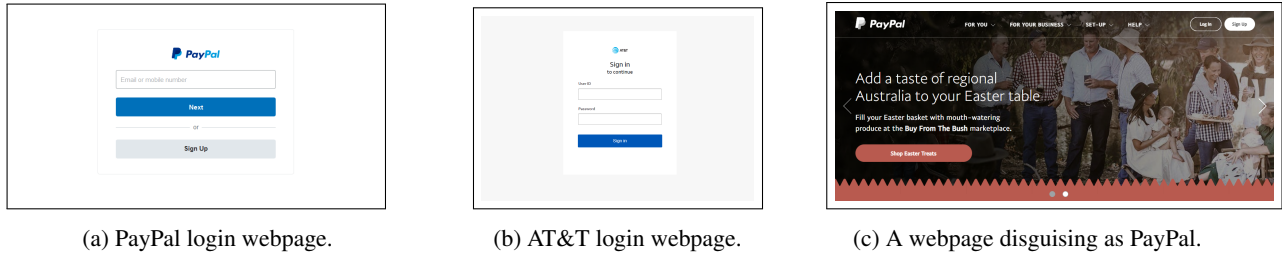 PayPal
Email or mobile number
Next
or
Sign Up
(a) PayPal login webpage.
AT&T
Sign in
to continue
User ID
Password
Sign in
(b) AT&T login webpage.
PayPal FOR YOU FOR YOUR BUSINESS SET-UP HELP Log In Sign Up
Add a taste of regional
Australia to your Easter table
Fill your Easter basket with mouth-watering
produce at the Buy From The Bush marketplace.
Shop Easter Treats
(c) A webpage disguising as PayPal.